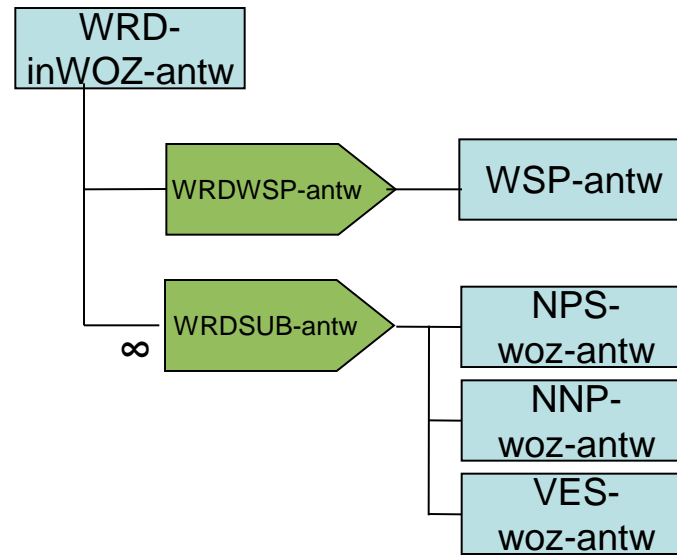 WRD-
inWOZ-antw
WRDWSP-antw
WSP-antw
WRDSUB-antw
∞
NPS-
woz-antw
NNP-
woz-antw
VES-
woz-antw